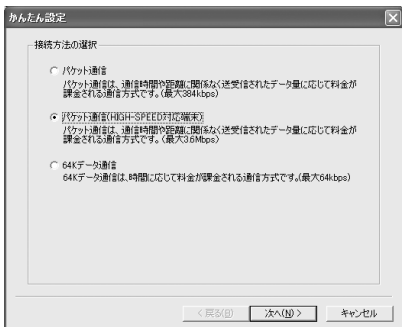 かんたん設定
接続方法の選択
パケット通信
パケット通信は、通信時間や距離に関係なく送受信されたデータ量に応じて料金が
課金される通信方式です。(最大384kbps)
パケット通信(HIGH-SPEED対応端末)
パケット通信は、通信時間や距離に関係なく送受信されたデータ量に応じて料金が
課金される通信方式です。(最大3.6Mbps)
64Kデータ通信
64Kデータ通信は、時間に応じて料金が課金される通信方式です。(最大64kbps)
< 戻る(B)
次へ(N) >
キャンセル